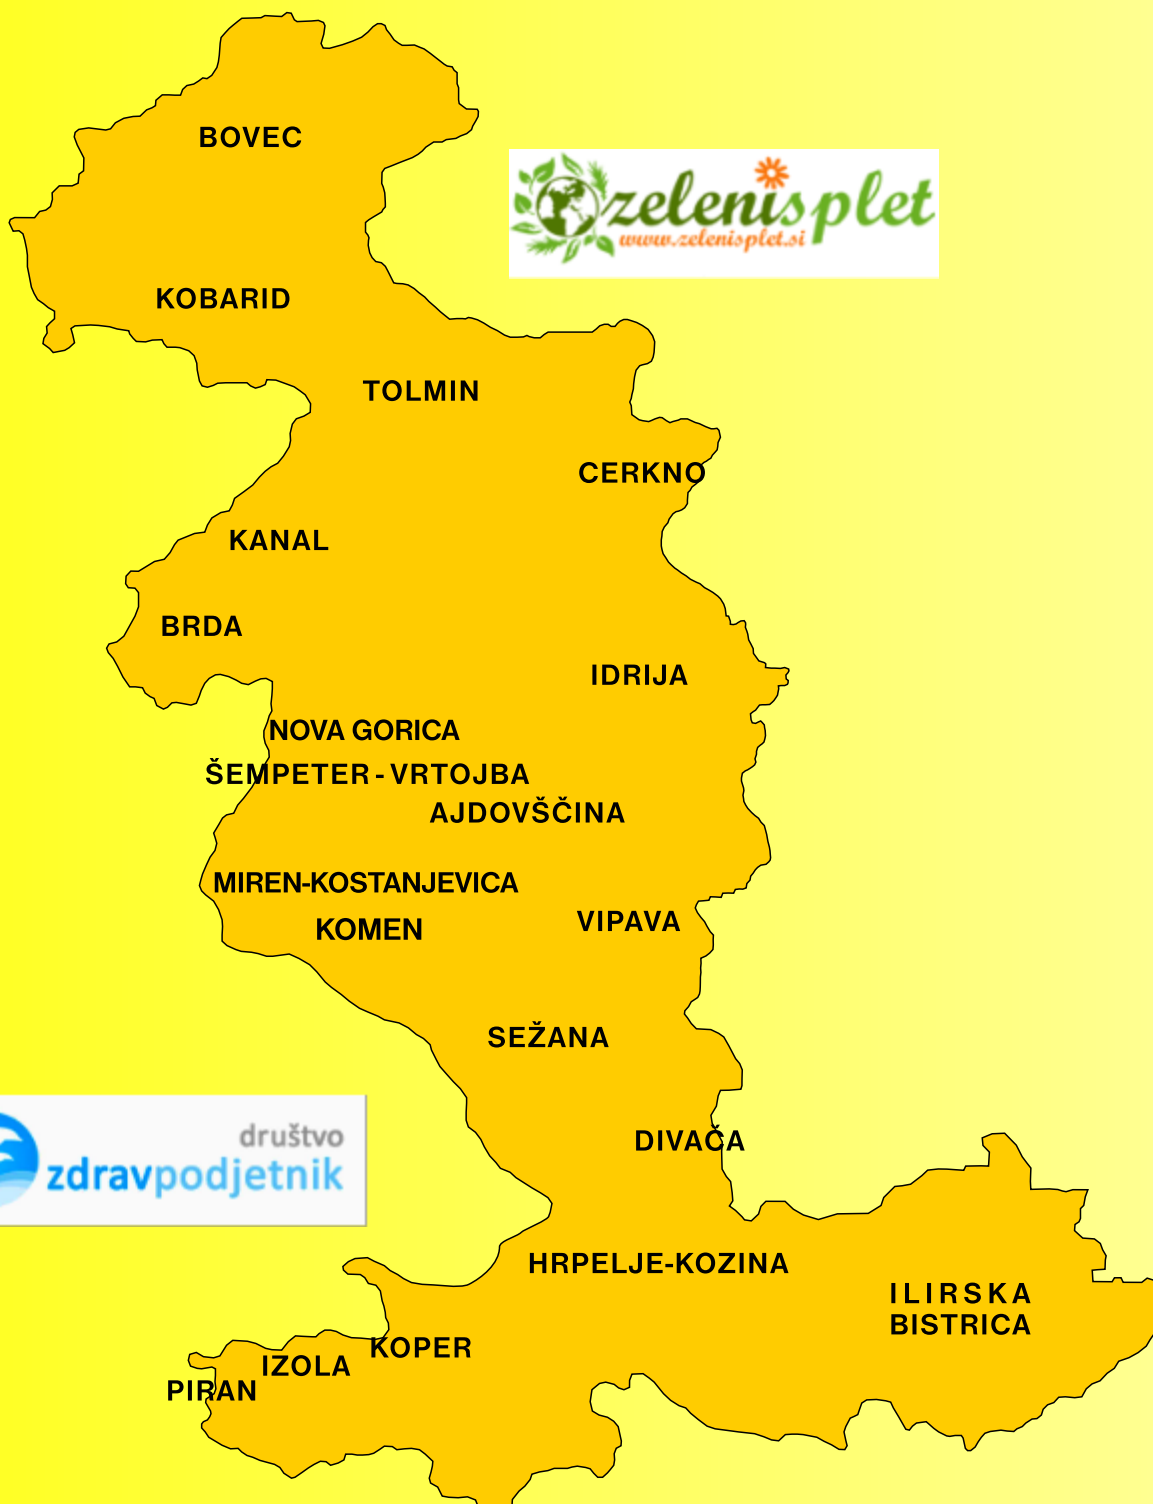 BOVEC
zelenisplet
www.zelenisplet.si
KOBARID
TOLMIN
CERKNO
KANAL
BRDA
IDRIJA
NOVA GORICA
ŠEMPETER - VRTOJBA
AJDOVŠČINA
MIREN-KOSTANJEVICA
VIPAVA
KOMEN
SEŽANA
društvo
zdravpodjetnik
DIVAČA
HRPELJE-KOZINA
ILIRSKA
BISTRICA
KOPER
IZOLA
PIRAN